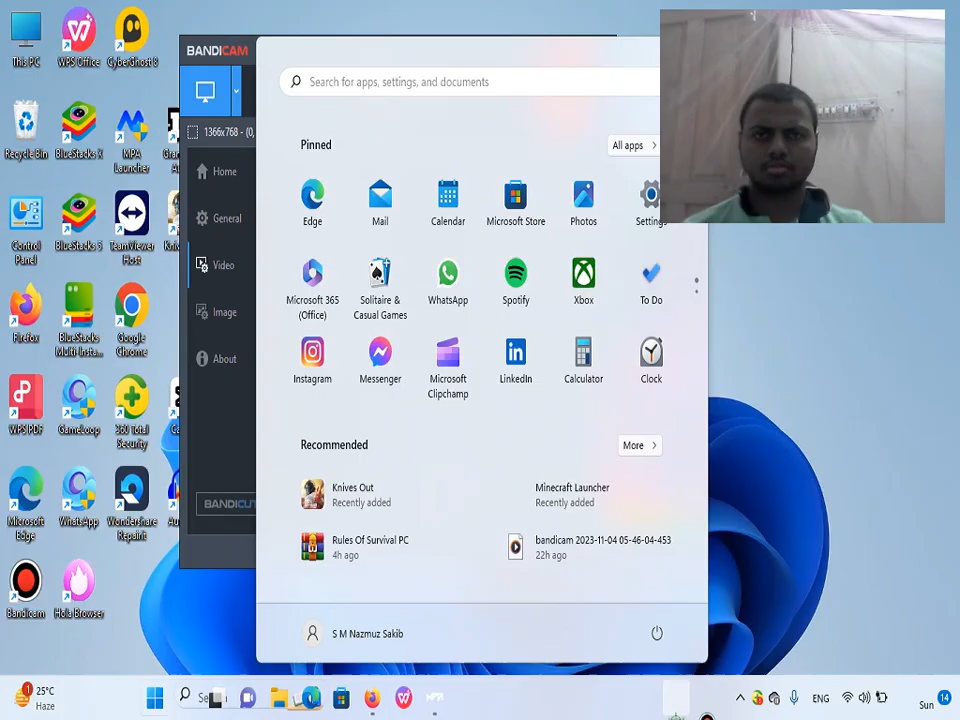 This PC
WPS Office
CyberGhost 8
Recycle Bin
BlueStacks X
MPA
Launcher
Control
Panel
BlueStacks 5
TeamViewer
Host
Firefox
BlueStacks
Multi-Insta...
Google
Chrome
WPS PDF
GameLoop
360 Total
Security
Microsoft
Edge
WhatsApp
Wondershare
Repairit
Bandicam
Hola Browser
BANDICAM
1366x768 - (0,
Home
General
Video
Image
About
BANDICUT
Search for apps, settings, and documents
Pinned
All apps >
Edge
Mail
Calendar
Microsoft Store
Photos
Settings
Microsoft 365
(Office)
Solitaire &
Casual Games
WhatsApp
Spotify
Xbox
To Do
Instagram
Messenger
Microsoft
Clipchamp
LinkedIn
Calculator
Clock
Recommended
More >
Knives Out
Recently added
Minecraft Launcher
Recently added
Rules Of Survival PC
4h ago
bandicam 2023-11-04 05-46-04-453
22h ago
S M Nazmuz Sakib
1
25°C
Haze
ENG
Sun
14